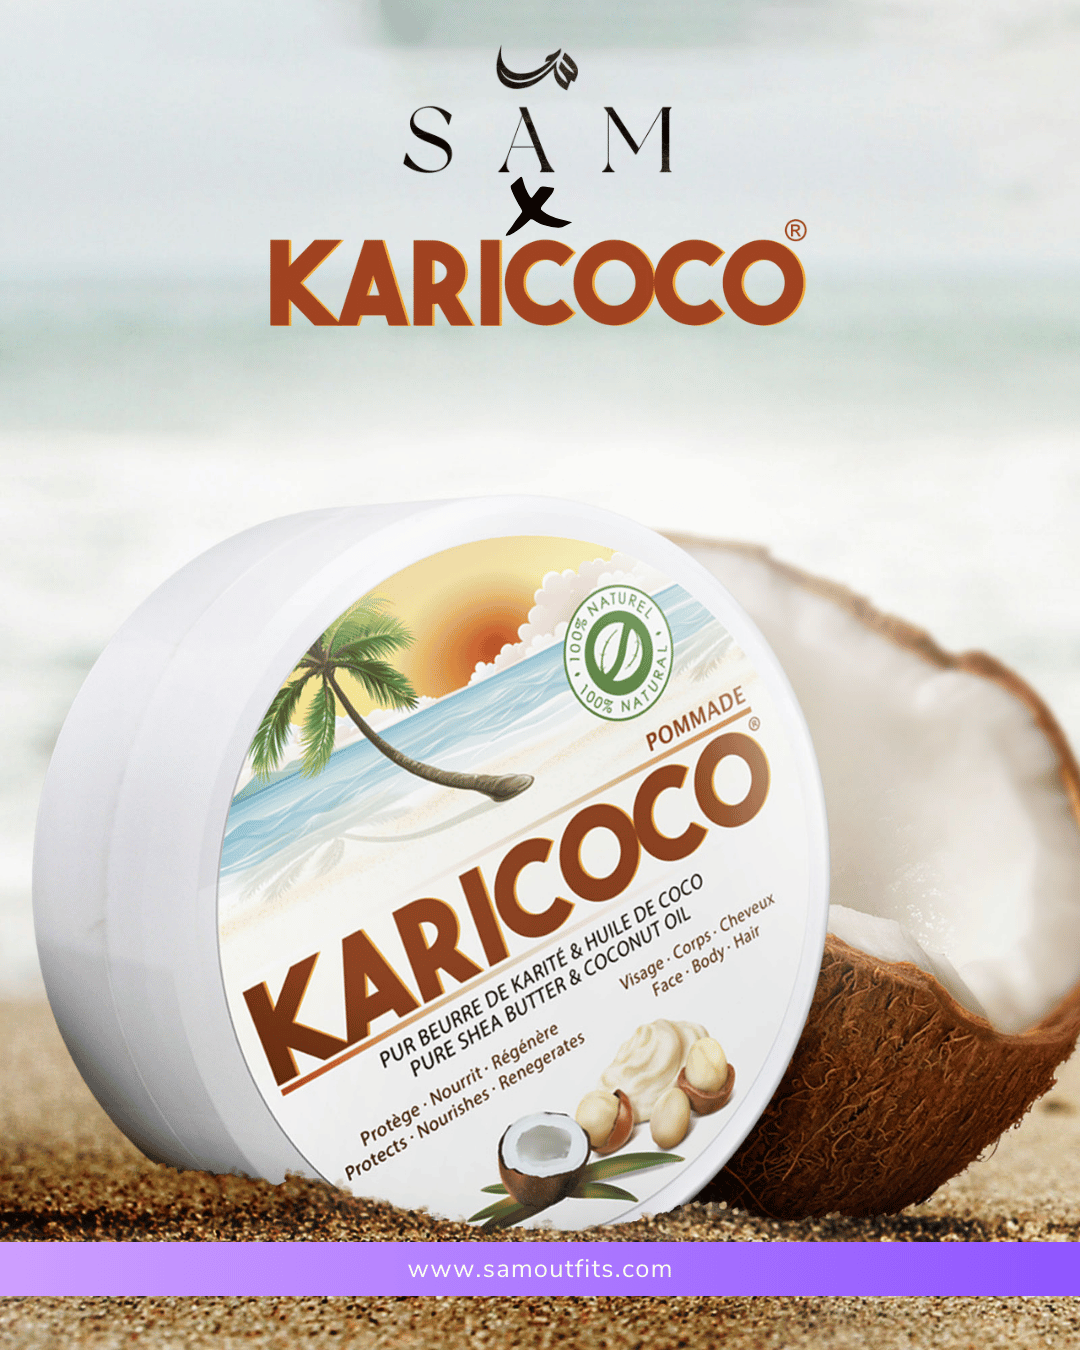 SAM
X
KARICOCO®
100% NATUREL
100% NATURAL
POMMADE
KARICOCO®
PUR BEURRE DE KARITÉ & HUILE DE COCO
PURE SHEA BUTTER & COCONUT OIL
Visage · Corps · Cheveux
Face · Body · Hair
Protège · Nourrit · Régénère
Protects · Nourishes · Renegerates
www.samoutfits.com